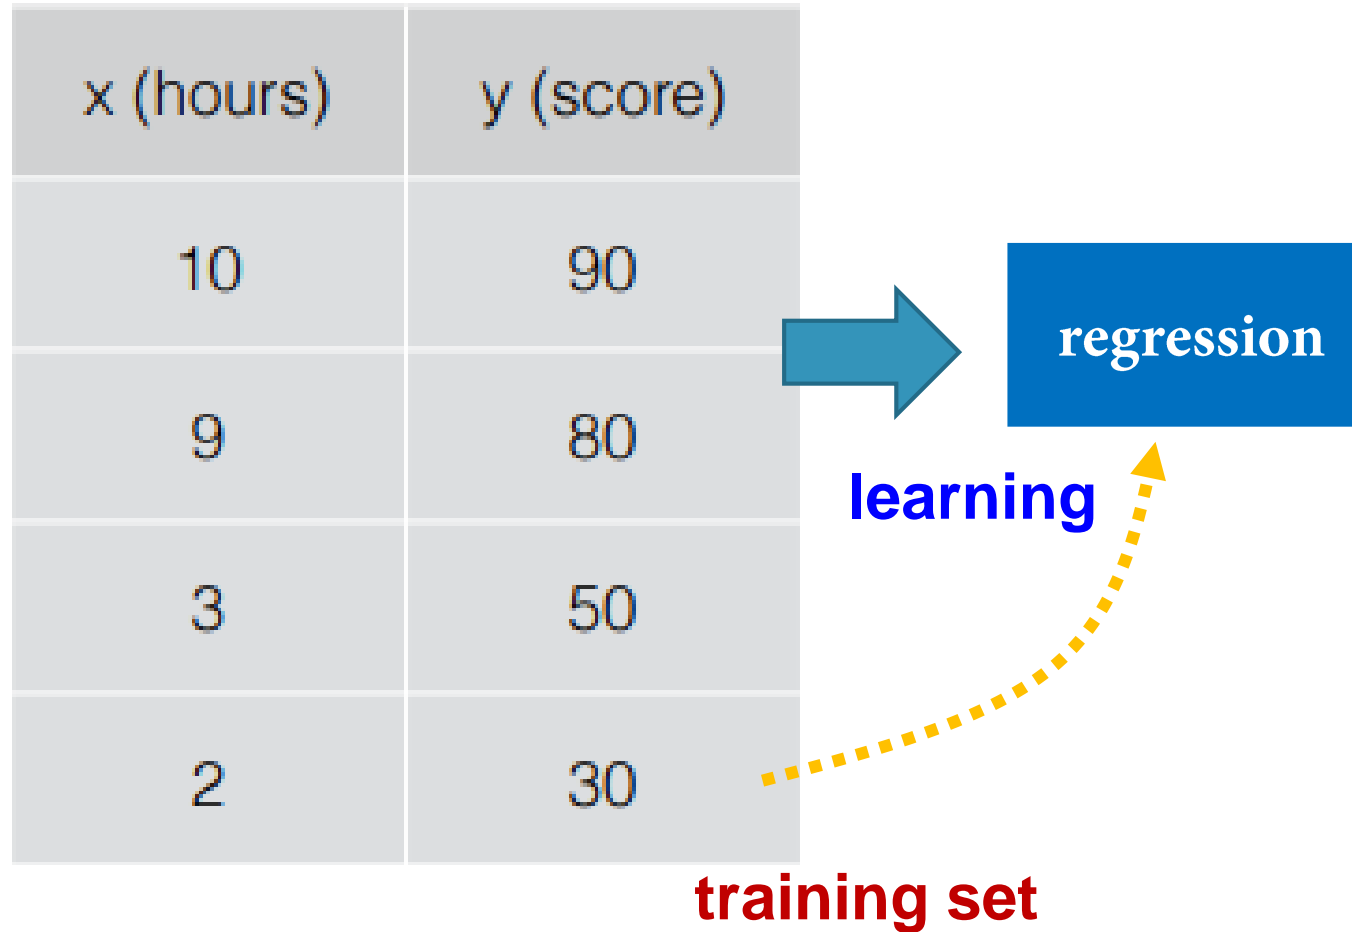 x (hours) y (score)
10 90
9 80
3 50
2 30
regression
learning
training set